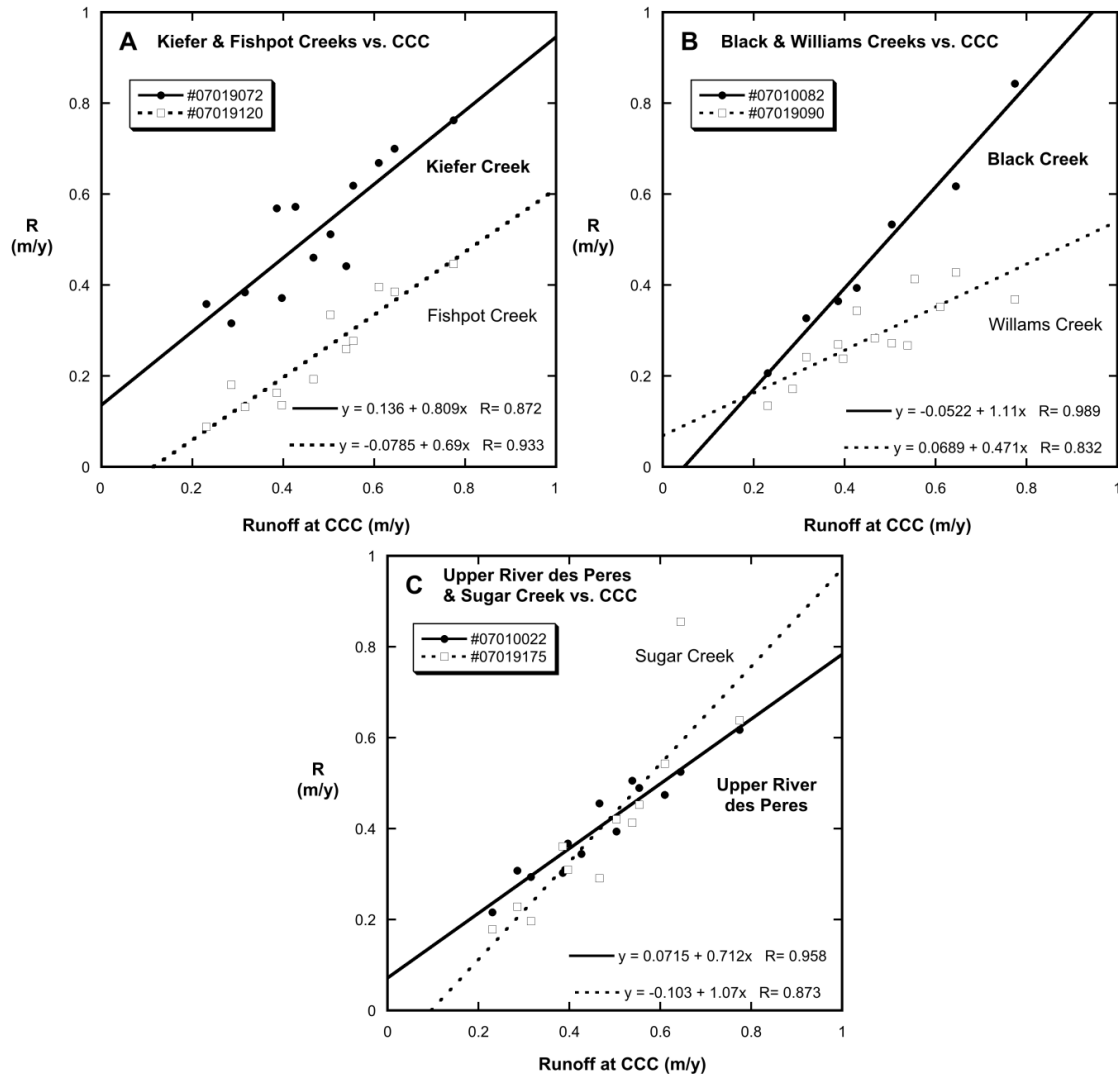 A Kiefer & Fishpot Creeks vs. CCC
#07019072
#07019120
Kiefer Creek
Fishpot Creek
y = 0.136 + 0.809x R= 0.872
y = -0.0785 + 0.69x R= 0.933
R
(m/y)
1
0.8
0.6
0.4
0.2
0
0 0.2 0.4 0.6 0.8 1
Runoff at CCC (m/y)
B Black & Williams Creeks vs. CCC
#07010082
#07019090
Black Creek
Willams Creek
y = -0.0522 + 1.11x R= 0.989
y = 0.0689 + 0.471x R= 0.832
R
(m/y)
1
0.8
0.6
0.4
0.2
0
0 0.2 0.4 0.6 0.8 1
Runoff at CCC (m/y)
C Upper River des Peres
& Sugar Creek vs. CCC
#07010022
#07019175
Sugar Creek
Upper River
des Peres
y = 0.0715 + 0.712x R= 0.958
y = -0.103 + 1.07x R= 0.873
R
(m/y)
1
0.8
0.6
0.4
0.2
0
0 0.2 0.4 0.6 0.8 1
Runoff at CCC (m/y)